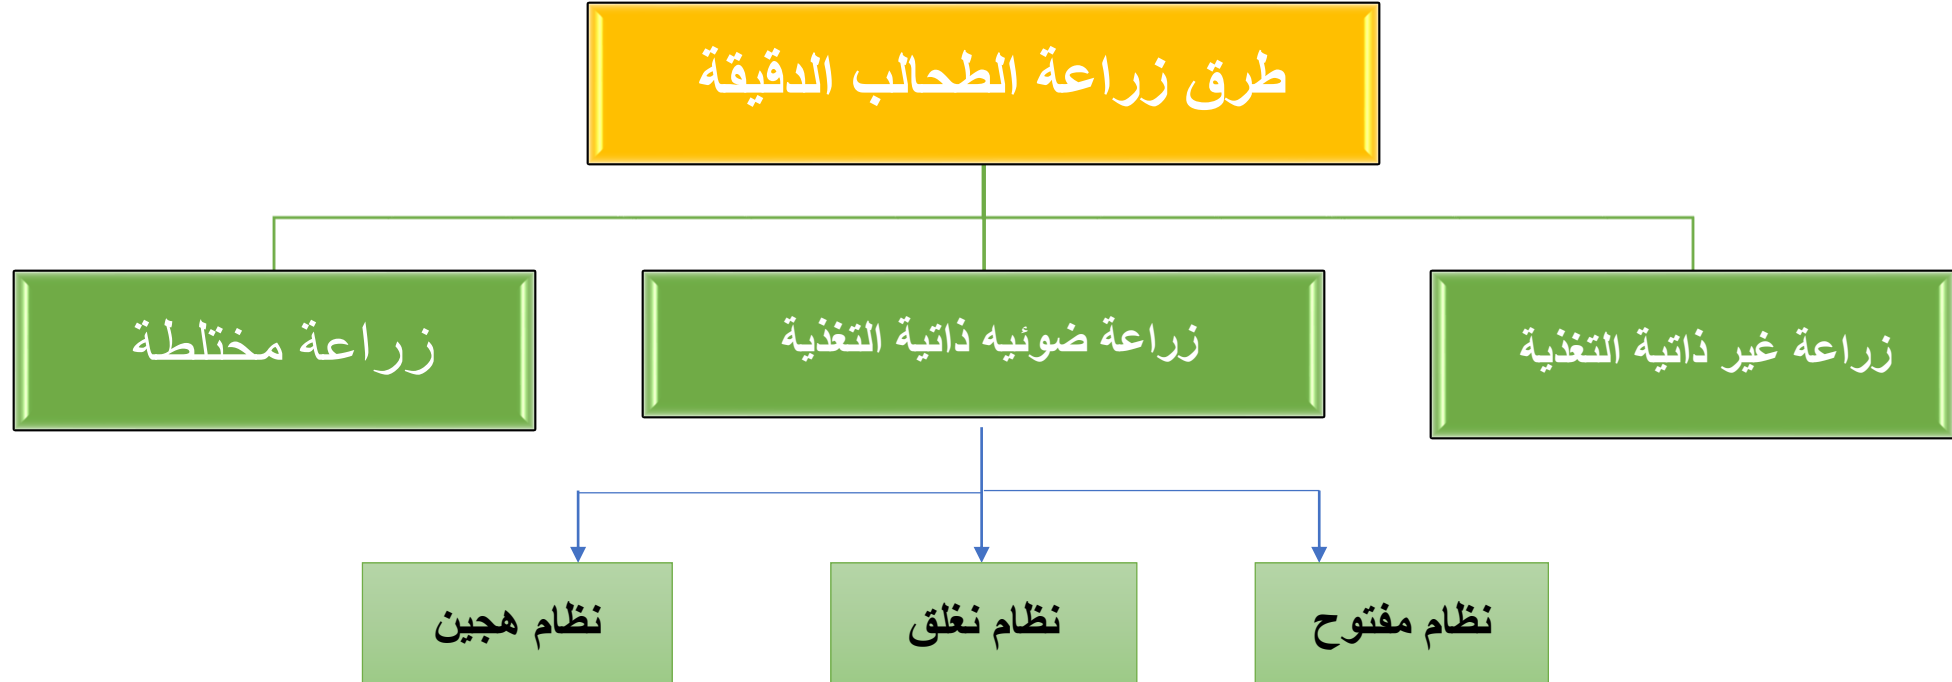 طرق زراعة الطحالب الدقيقة
زراعة غير ذاتية التغذية
زراعة ضوئيه ذاتية التغذية
زراعة مختلطة
نظام مفتوح
نظام نغلق
نظام هجين